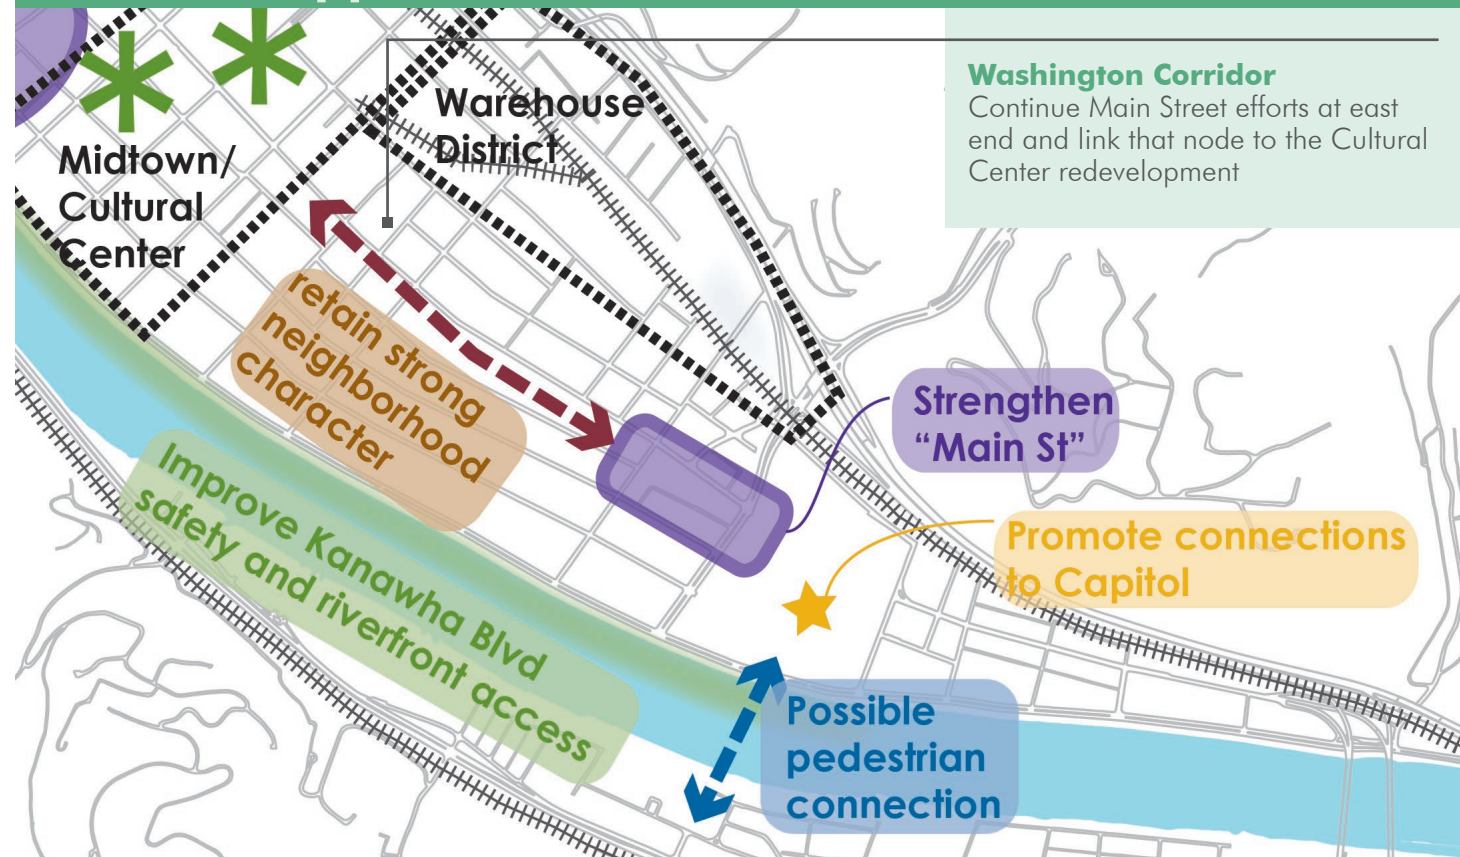 Washington Corridor
Continue Main Street efforts at east
end and link that node to the Cultural
Center redevelopment
Warehouse
District
Midtown/
Cultural
Center
retain strong
neighborhood
character
Strengthen
“Main St”
Promote connections
to Capitol
Improve Kanawha Blvd
safety and riverfront access
Possible
pedestrian
connection